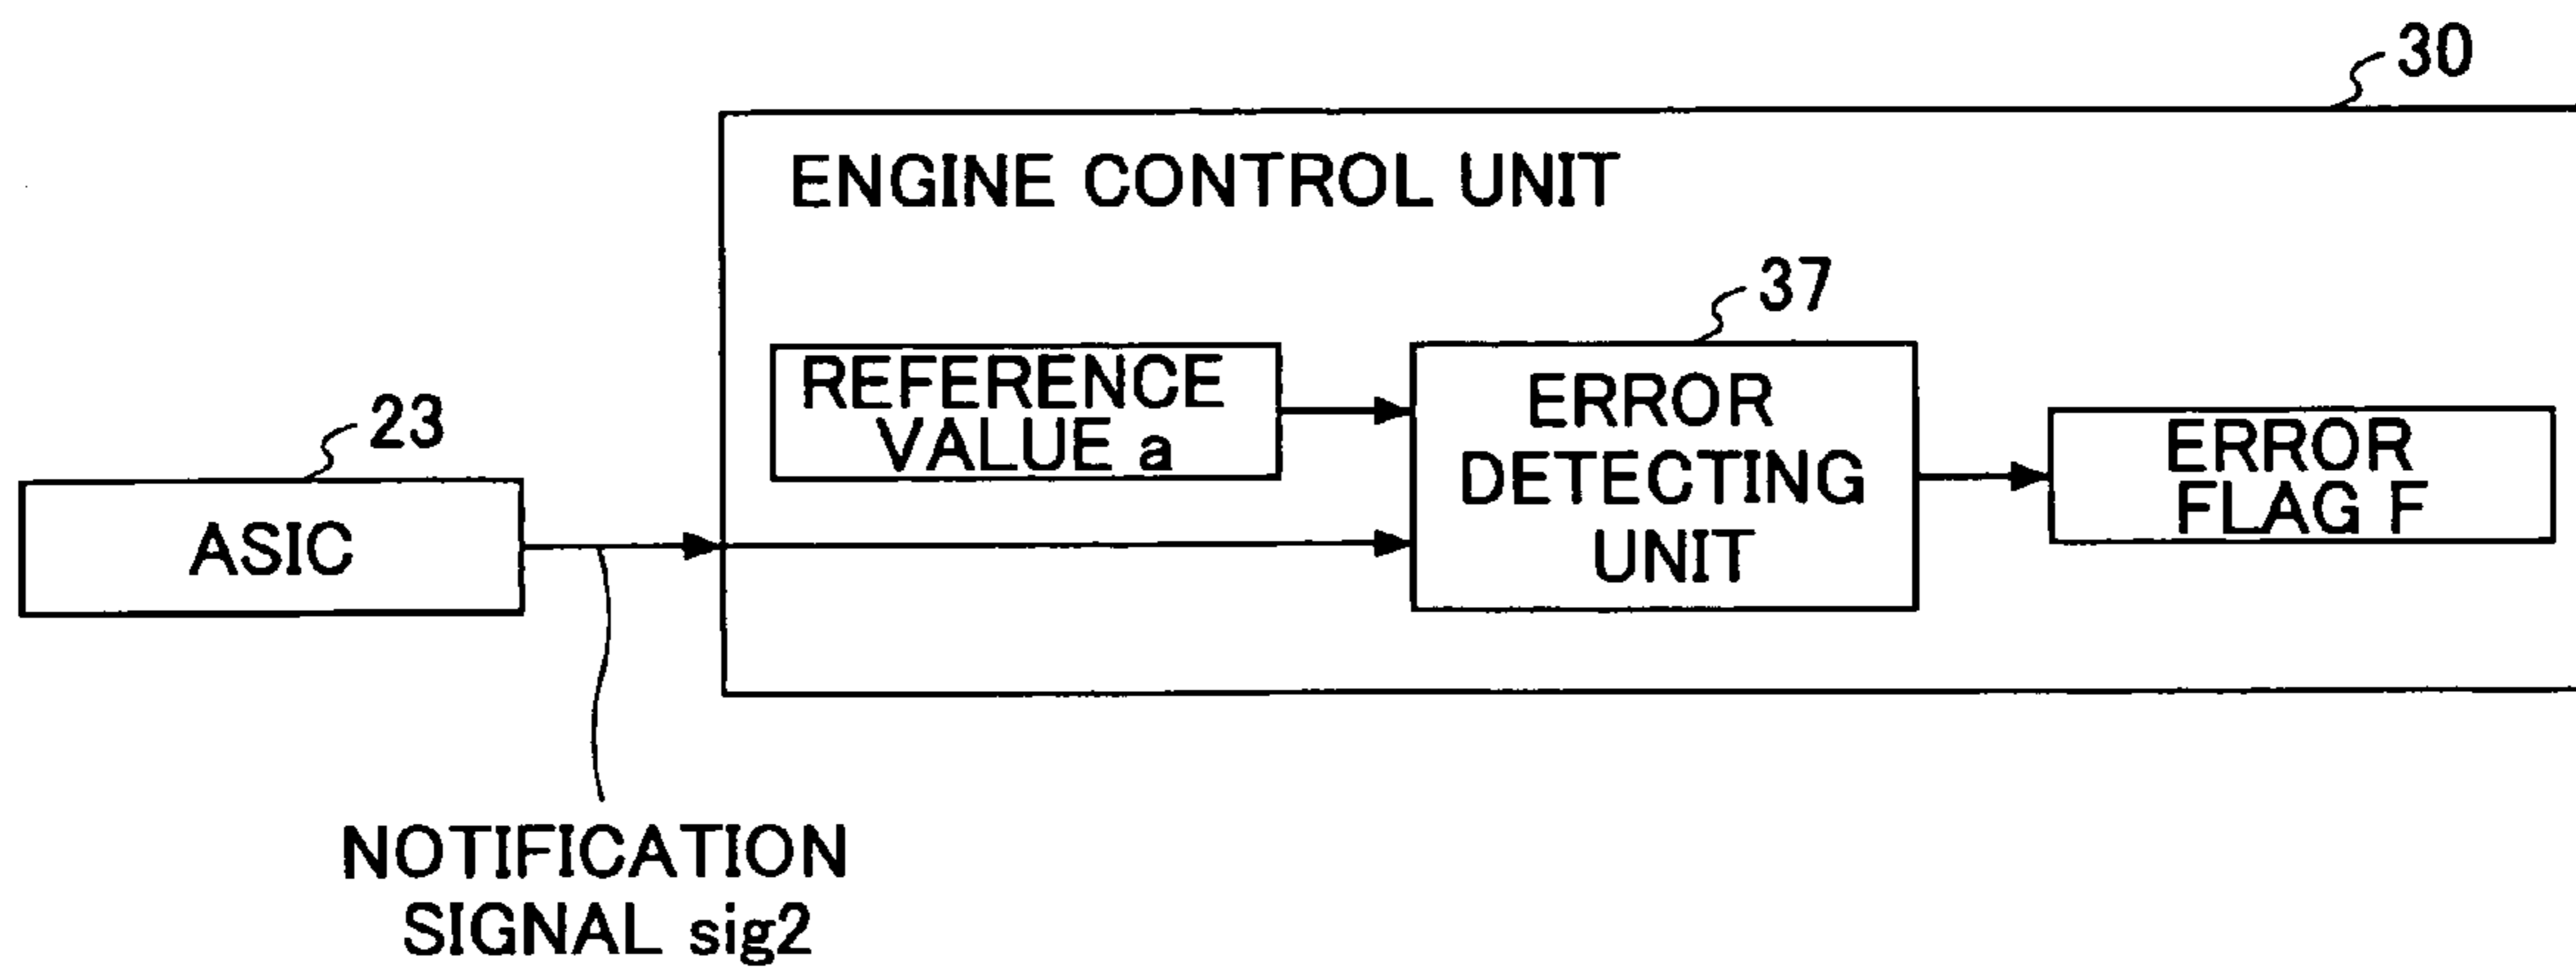 30
ENGINE CONTROL UNIT
37
REFERENCE
VALUE a
ERROR
DETECTING
UNIT
ERROR
FLAG F
23
ASIC
NOTIFICATION
SIGNAL sig2